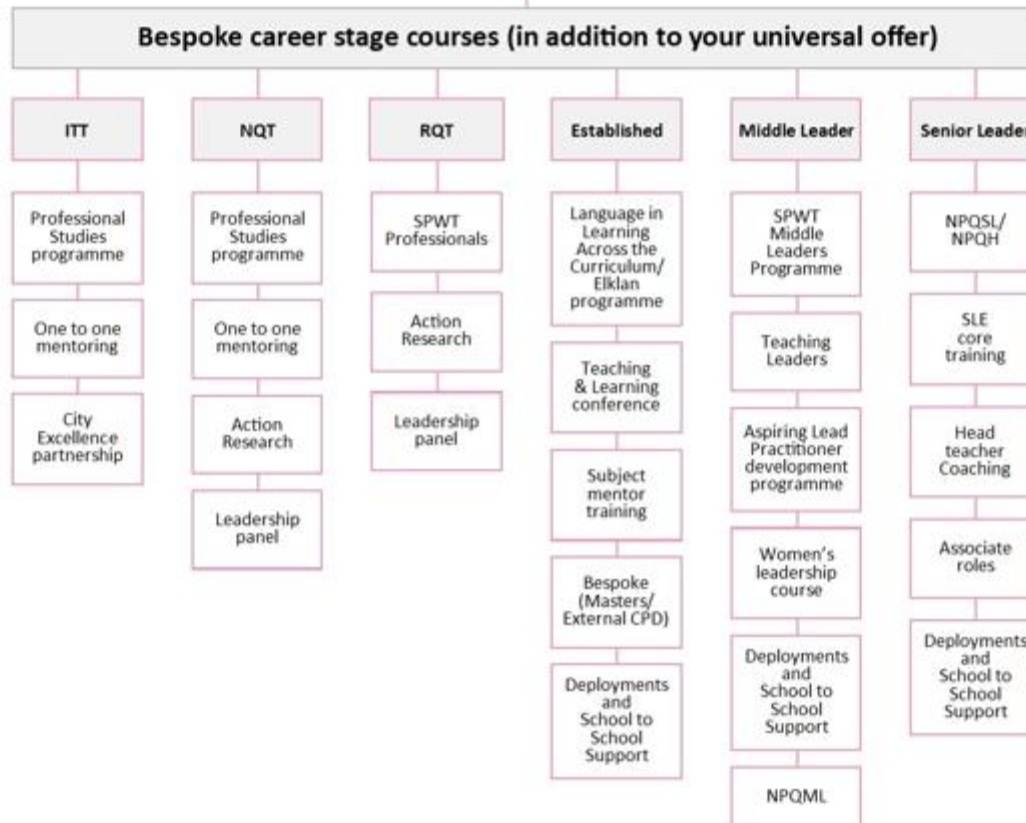 Bespoke career stage courses (in addition to your universal offer)
ITT
Professional
Studies
programme
One to one
mentoring
City
Excellence
partnership
NQT
Professional
Studies
programme
One to one
mentoring
Action
Research
Leadership
panel
RQT
SPWT
Professionals
Action
Research
Leadership
panel
Established
Language in
Learning
Across the
Curriculum/
Elklan
programme
Teaching
& Learning
conference
Subject
mentor
training
Bespoke
(Masters/
External CPD)
Deployments
and
School to
School
Support
Middle Leader
SPWT
Middle
Leaders
Programme
Teaching
Leaders
Aspiring Lead
Practitioner
development
programme
Women's
leadership
course
Deployments
and
School to
School
Support
NPQML
Senior Leader
NPQSL/
NPQH
SLE
core
training
Head
teacher
Coaching
Associate
roles
Deployments
and
School to
School
Support